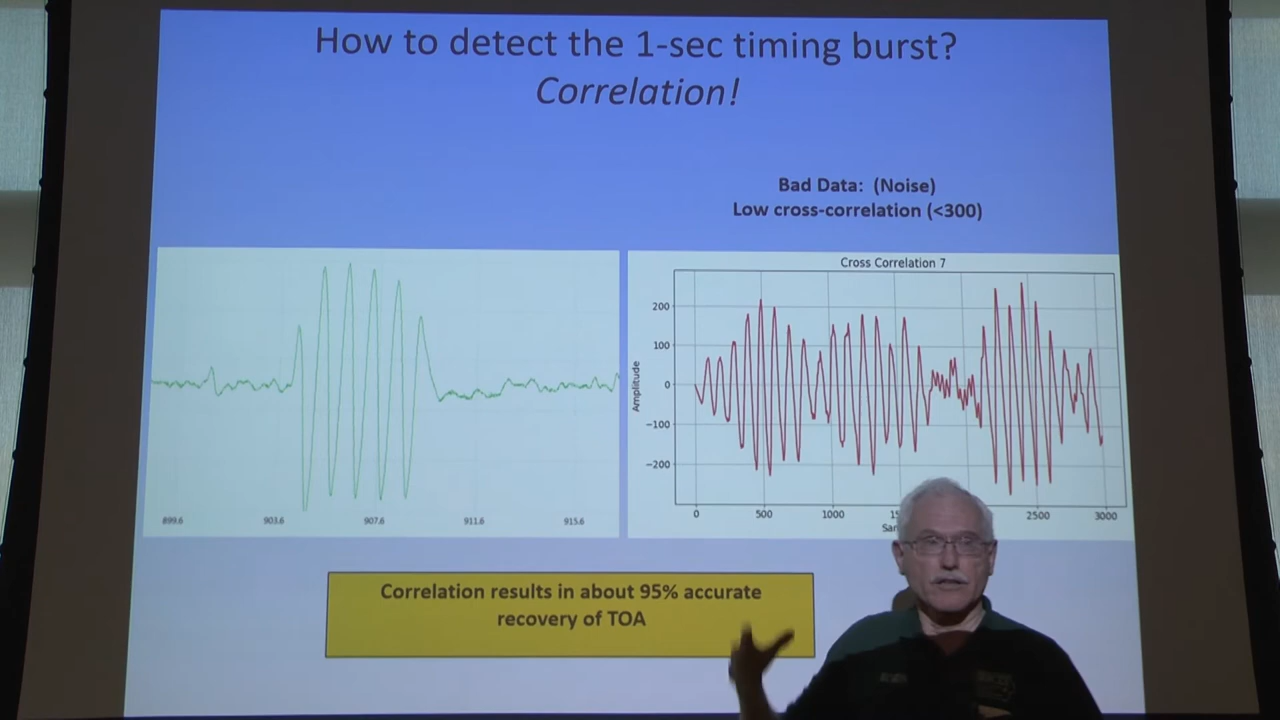 How to detect the 1-sec timing burst?
Correlation!
Bad Data: (Noise)
Low cross-correlation (<300)
899.6 903.6 907.6 911.6 915.6
Cross Correlation 7
Amplitude
200
100
0
−100
−200
0 500 1000 2500 3000
Correlation results in about 95% accurate
recovery of TOA